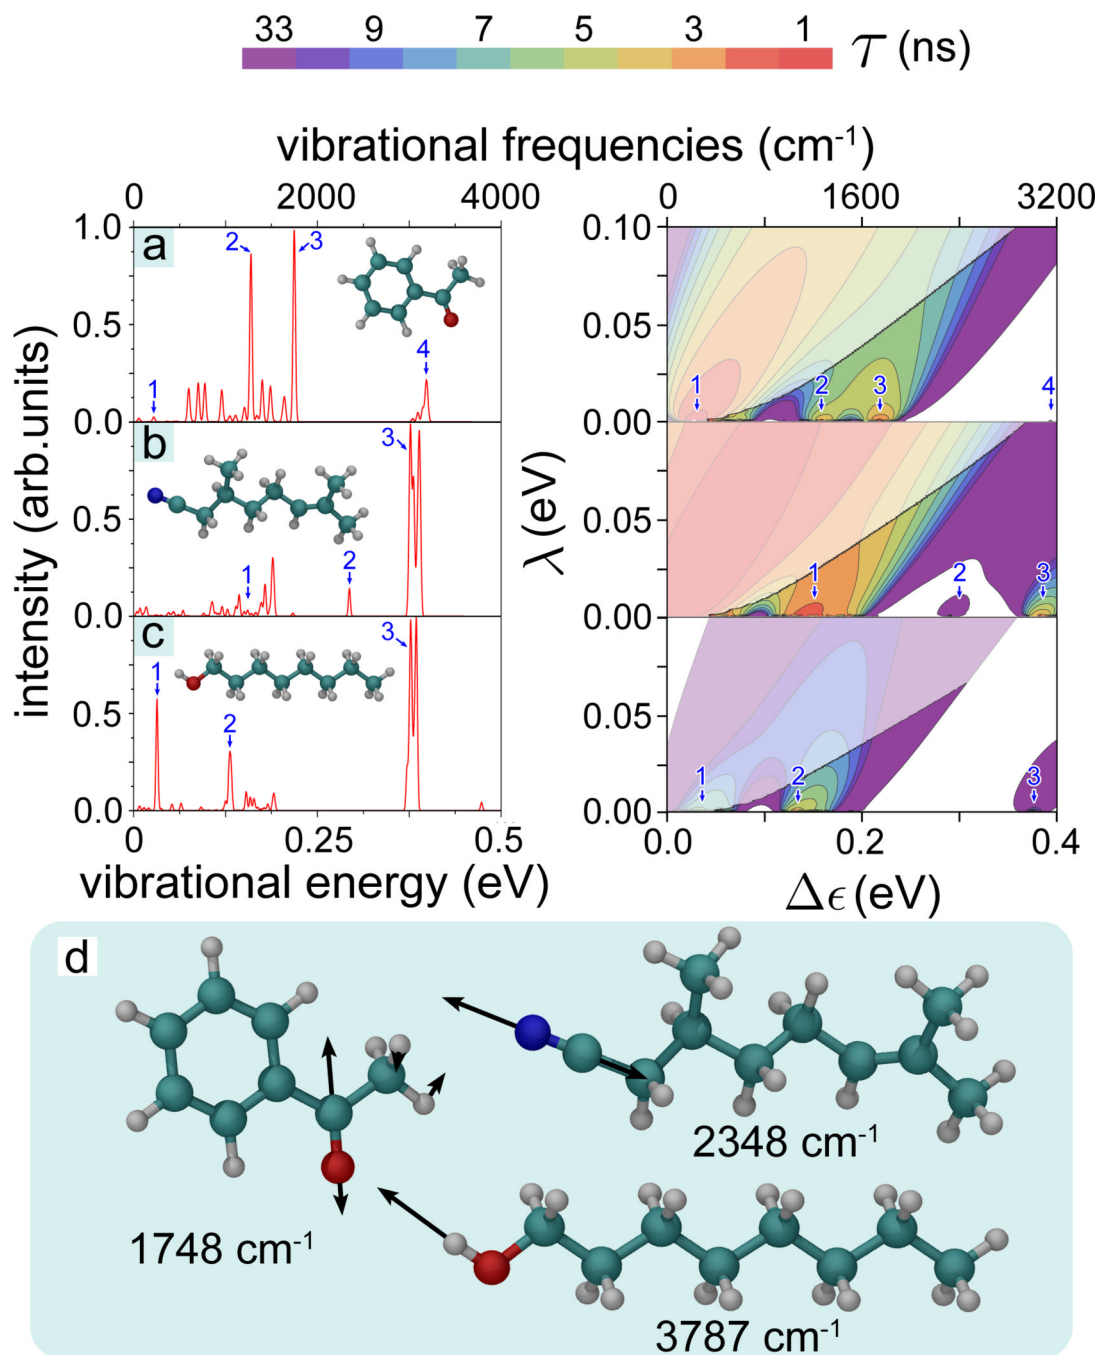 33 9 7 5 3 1 τ (ns)
vibrational frequencies (cm-1)
0 2000 4000
0 1600 3200
intensity (arb.units)
1.0
0.5
0.0
a
1
2
3
4
0.5
0.0
b
1
2
3
0.5
0.0
c
1
2
3
0 0.25 0.5
vibrational energy (eV)
λ (eV)
0.10
0.05
0.00
1
2
3
4
0.05
0.00
1
2
3
0.05
0.00
1
2
3
0.0 0.2 0.4
Δϵ (eV)
d
1748 cm-1
2348 cm-1
3787 cm-1